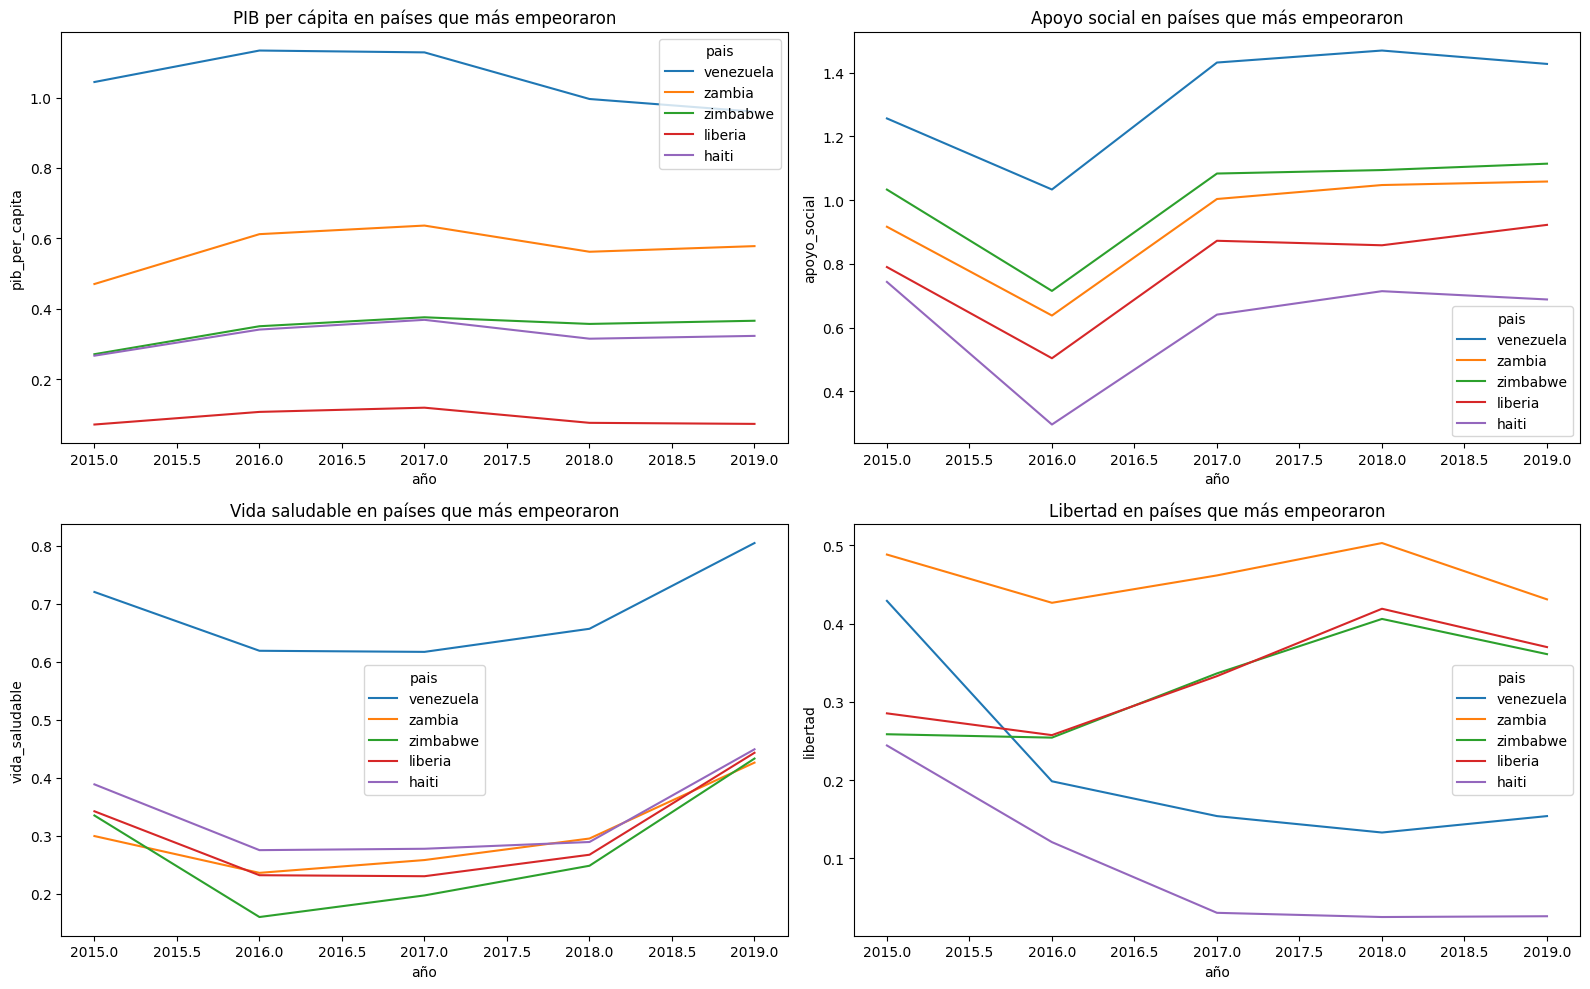 PIB per cápita en países que más empeoraron
pib_per_capita
1.0
0.8
0.6
0.4
0.2
pais
venezuela
zambia
zimbabwe
liberia
haiti
2015.0 2015.5 2016.0 2016.5 2017.0 2017.5 2018.0 2018.5 2019.0
año
Apoyo social en países que más empeoraron
apoyo_social
1.4
1.2
1.0
0.8
0.6
0.4
pais
venezuela
zambia
zimbabwe
liberia
haiti
2015.0 2015.5 2016.0 2016.5 2017.0 2017.5 2018.0 2018.5 2019.0
año
Vida saludable en países que más empeoraron
vida_saludable
0.8
0.7
0.6
0.5
0.4
0.3
0.2
pais
venezuela
zambia
zimbabwe
liberia
haiti
2015.0 2015.5 2016.0 2016.5 2017.0 2017.5 2018.0 2018.5 2019.0
año
Libertad en países que más empeoraron
libertad
0.5
0.4
0.3
0.2
0.1
pais
venezuela
zambia
zimbabwe
liberia
haiti
2015.0 2015.5 2016.0 2016.5 2017.0 2017.5 2018.0 2018.5 2019.0
año